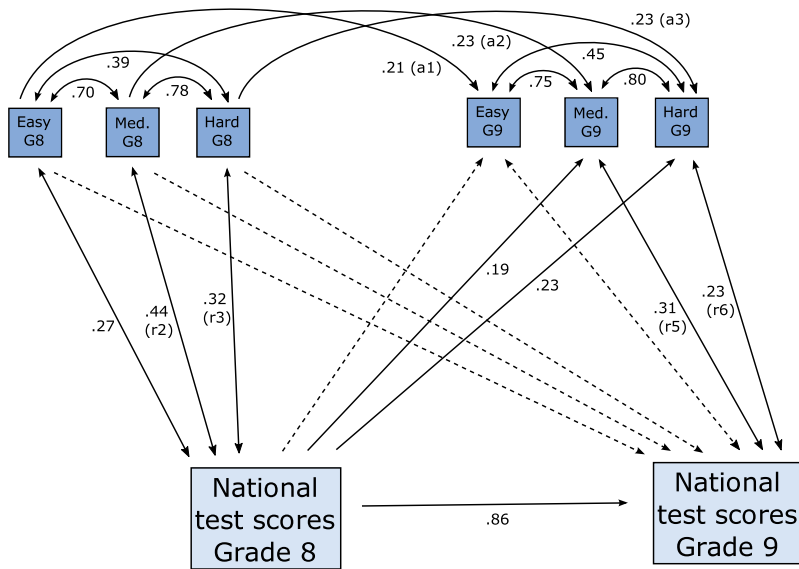 .23 (a3)
.23 (a2)
.39
.45
.21 (a1)
.70
.78
.75
.80
Easy
G8
Med.
G8
Hard
G8
Easy
G9
Med.
G9
Hard
G9
.19
.23
.27
.44
(r2)
.32
(r3)
.31
(r5)
.23
(r6)
National
test scores
Grade 8
.86
National
test scores
Grade 9